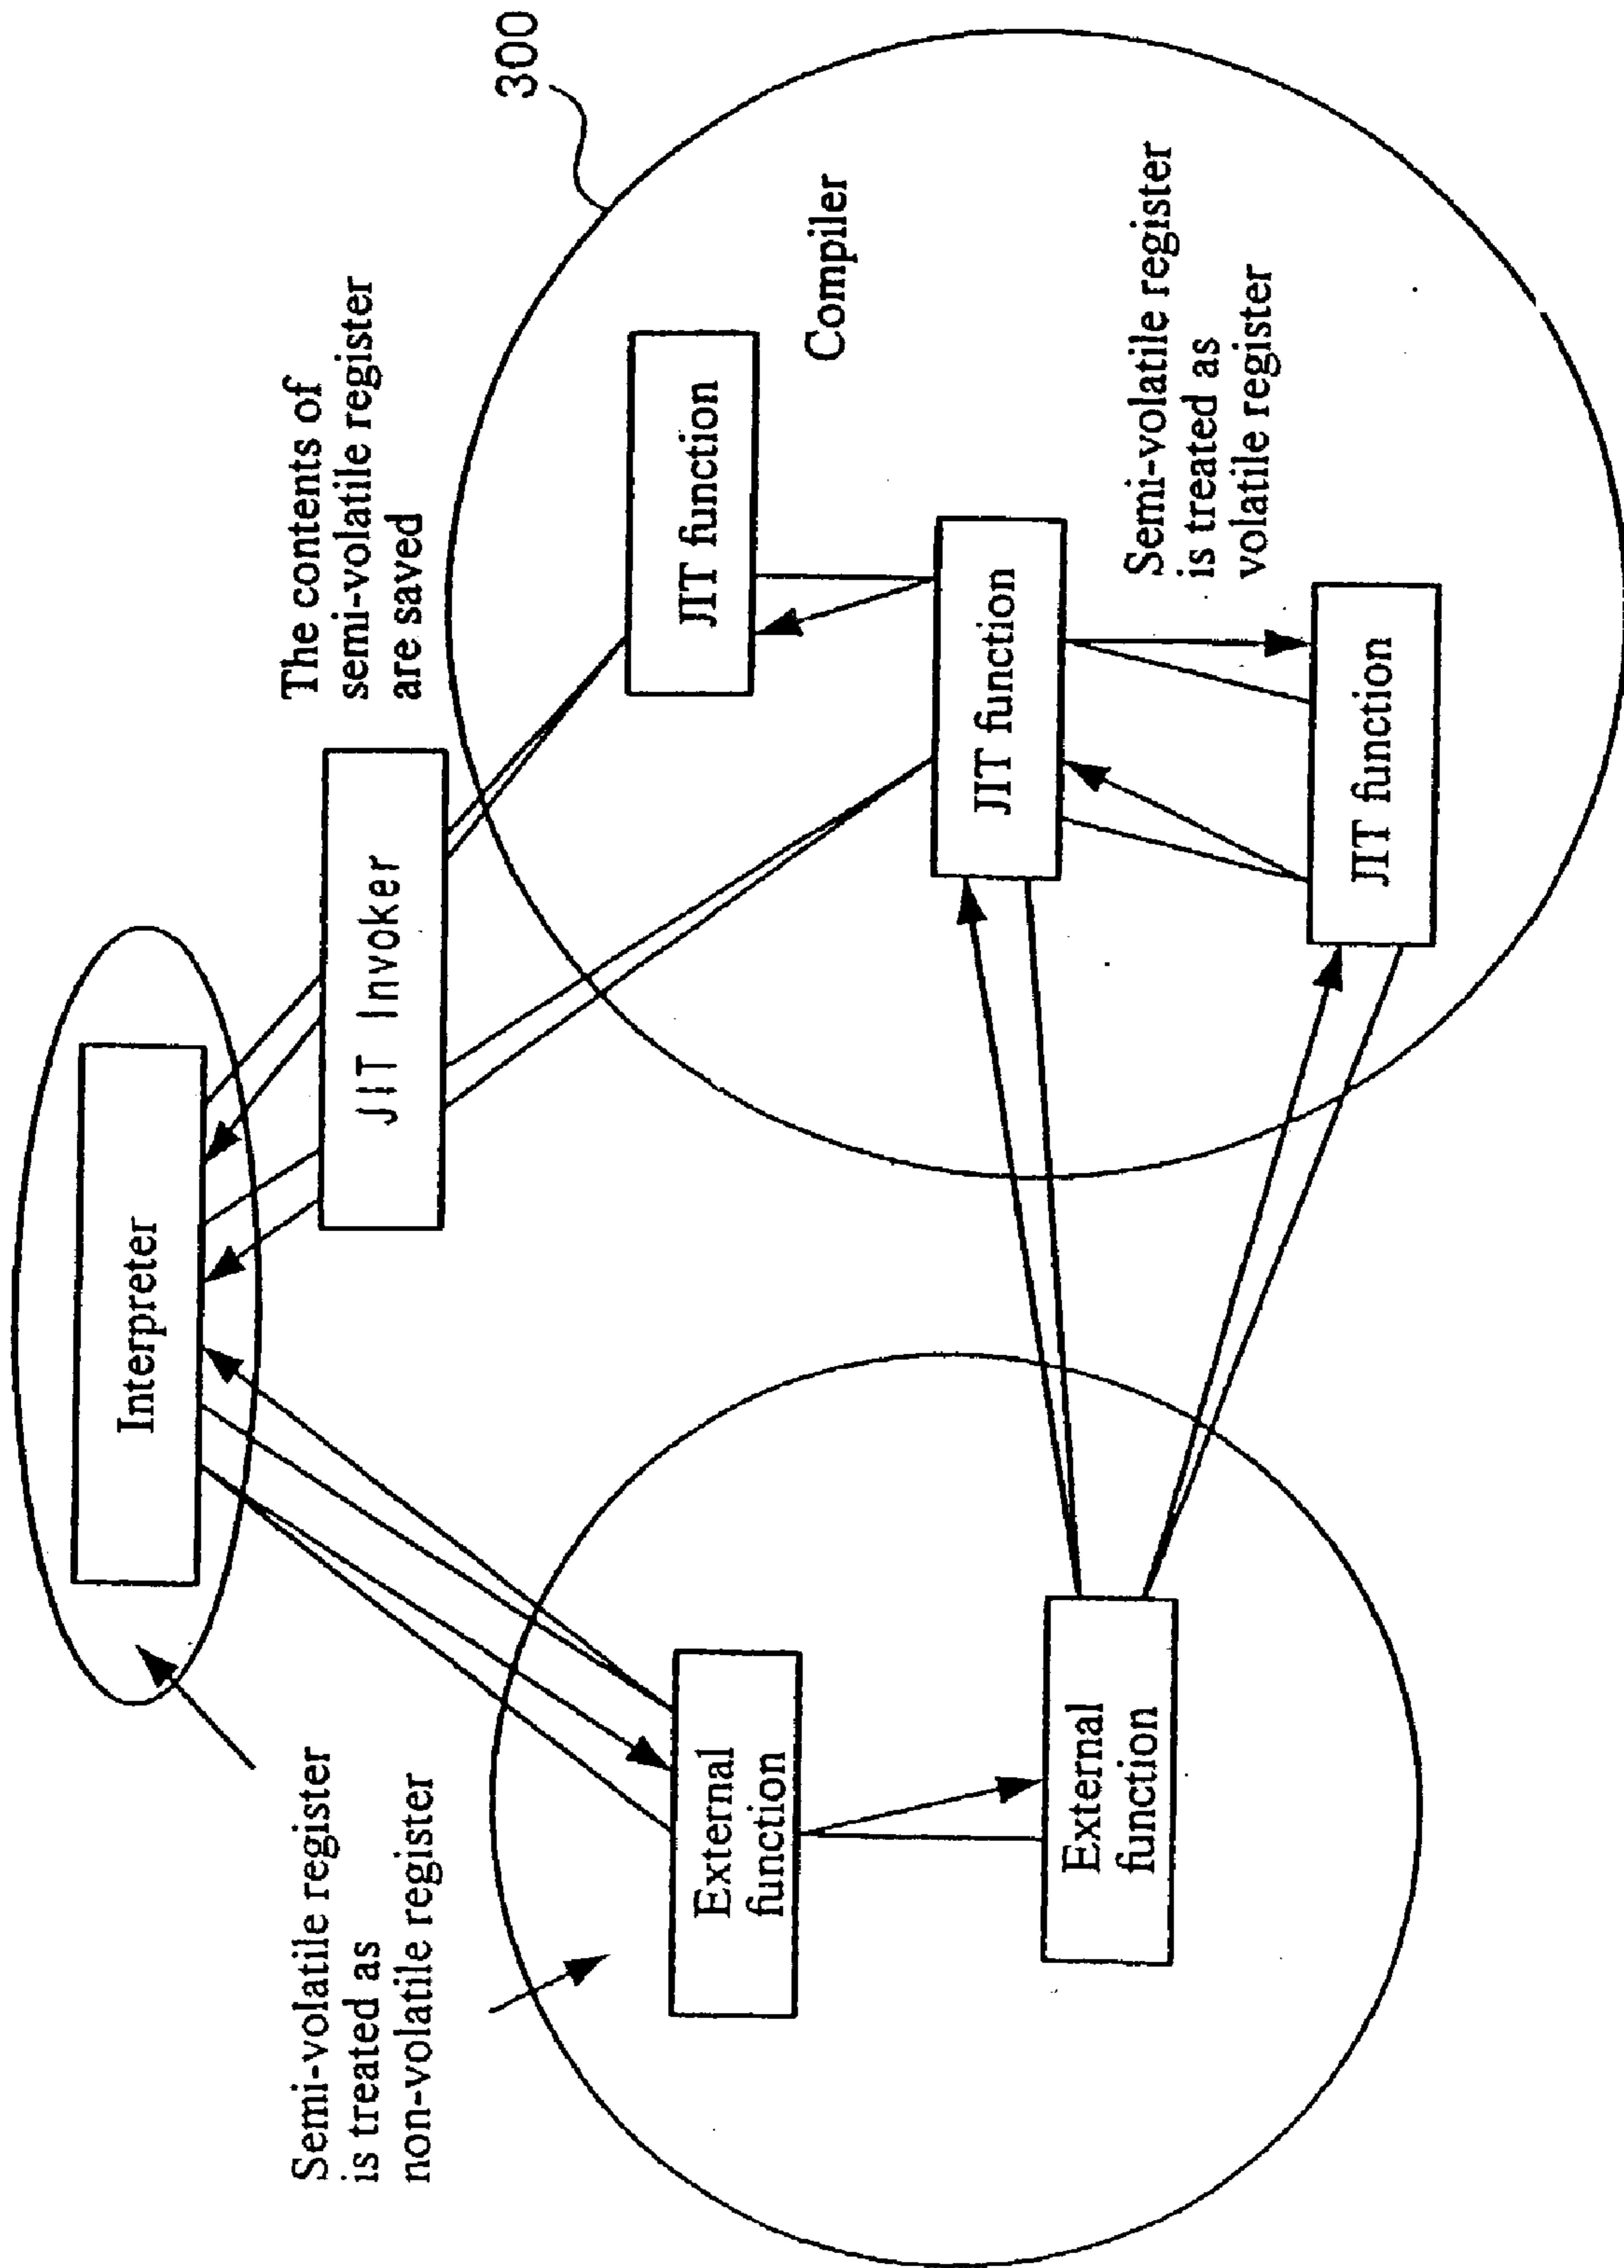 Semi-volatile register
is treated as
non-volatile register
Interpreter
JIT Invoker
The contents of
semi-volatile register
are saved
300
External
function
External
function
JIT function
JIT function
JIT function
Compiler
Semi-volatile register
is treated as
volatile register